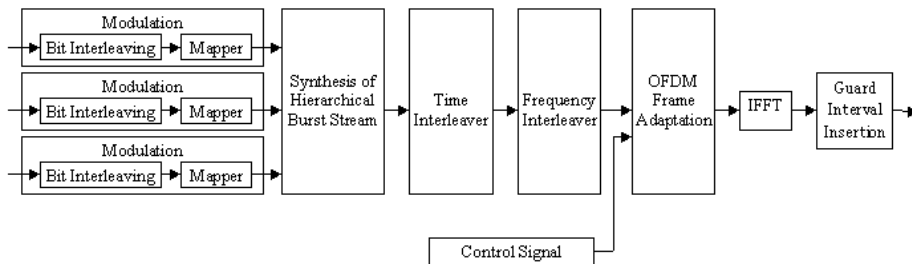 Modulation
Bit Interleaving
Mapper
Modulation
Bit Interleaving
Mapper
Modulation
Bit Interleaving
Mapper
Synthesis of
Hierarchical
Burst Stream
Time
Interleaver
Frequency
Interleaver
OFDM
Frame
Adaptation
IFFT
Guard
Interval
Insertion
Control Signal